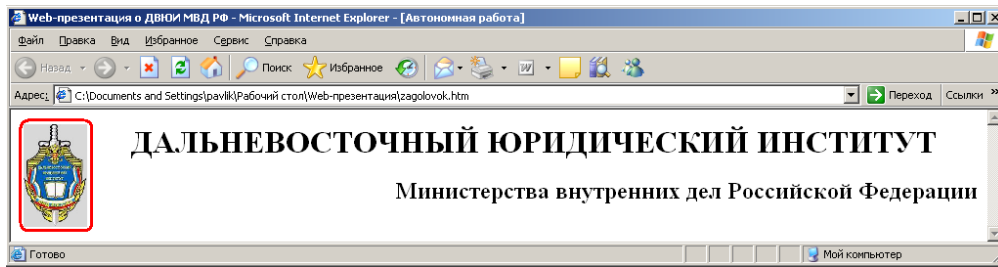 Web-презентация о ДВЮИ МВД РФ - Microsoft Internet Explorer - [Автономная работа]
Файл Правка Вид Избранное Сервис Справка
Назад Поиск Избранное
Адрес: C:\Documents and Settings\pavlik\Рабочий стол\Web-презентация\zagolovok.htm Переход Ссылки »
ДАЛЬНЕВОСТОЧНЫЙ ЮРИДИЧЕСКИЙ ИНСТИТУТ
Министерства внутренних дел Российской Федерации
Готово Мой компьютер